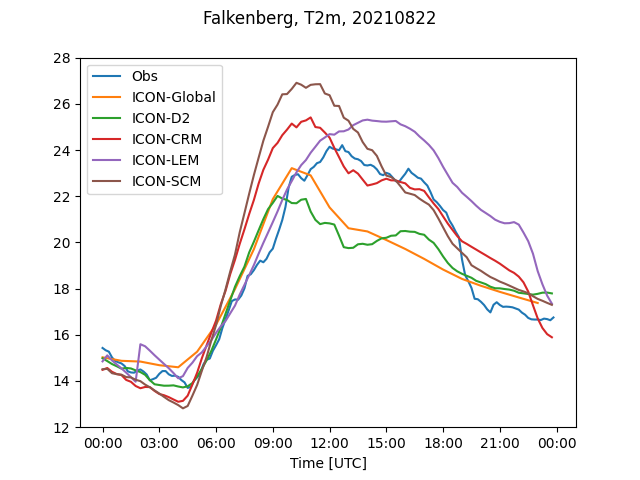 Falkenberg, T2m, 20210822
28
26
24
22
20
18
16
14
12
Obs
ICON-Global
ICON-D2
ICON-CRM
ICON-LEM
ICON-SCM
00:00 03:00 06:00 09:00 12:00 15:00 18:00 21:00 00:00
Time [UTC]